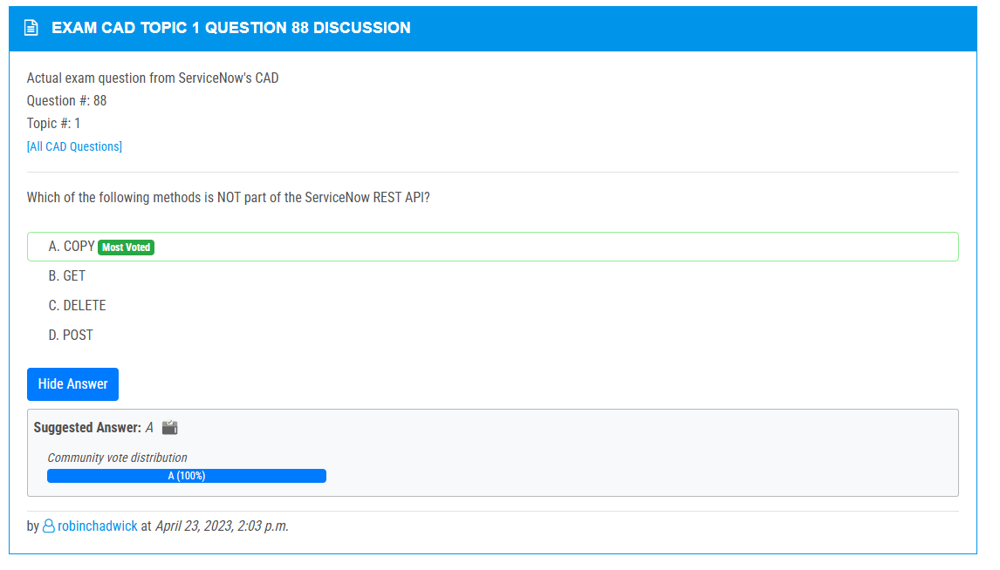 EXAM CAD TOPIC 1 QUESTION 88 DISCUSSION
Actual exam question from ServiceNow's CAD
Question #: 88
Topic #: 1
[All CAD Questions]
Which of the following methods is NOT part of the ServiceNow REST API?
A. COPY Most Voted
B. GET
C. DELETE
D. POST
Hide Answer
Suggested Answer: A
Community vote distribution
A (100%)
by robinchadwick at April 23, 2023, 2:03 p.m.